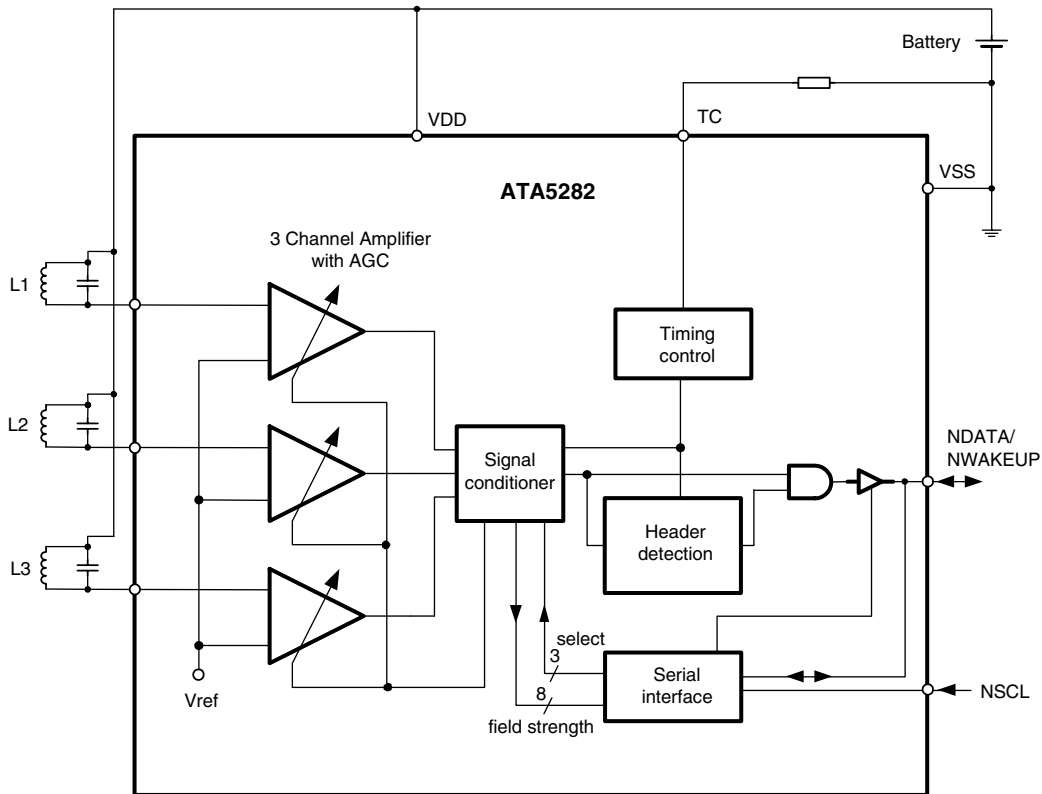 Battery
VDD
TC
VSS
ATA5282
3 Channel Amplifier
with AGC
L1
Timing
control
L2
NDATA/
NWAKEUP
Signal
conditioner
Header
detection
L3
select
3
Serial
interface
Vref
8
NSCL
field strength